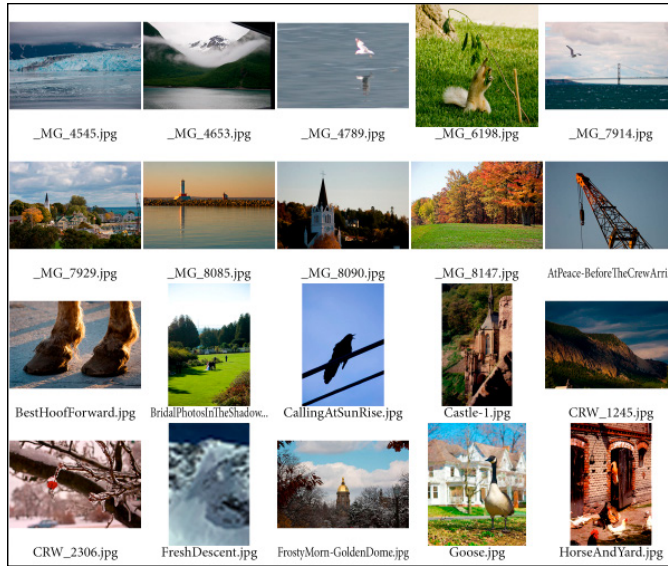 _MG_4545.jpg
_MG_4653.jpg
_MG_4789.jpg
_MG_6198.jpg
_MG_7914.jpg
_MG_7929.jpg
_MG_8085.jpg
_MG_8090.jpg
_MG_8147.jpg
AtPeace-BeforeTheCrewArri
BestHoofForward.jpg
BridalPhotosInTheShadow...
CallingAtSunRise.jpg
Castle-1.jpg
CRW_1245.jpg
CRW_2306.jpg
FreshDescent.jpg
FrostyMorn-GoldenDome.jpg
Goose.jpg
HorseAndYard.jpg